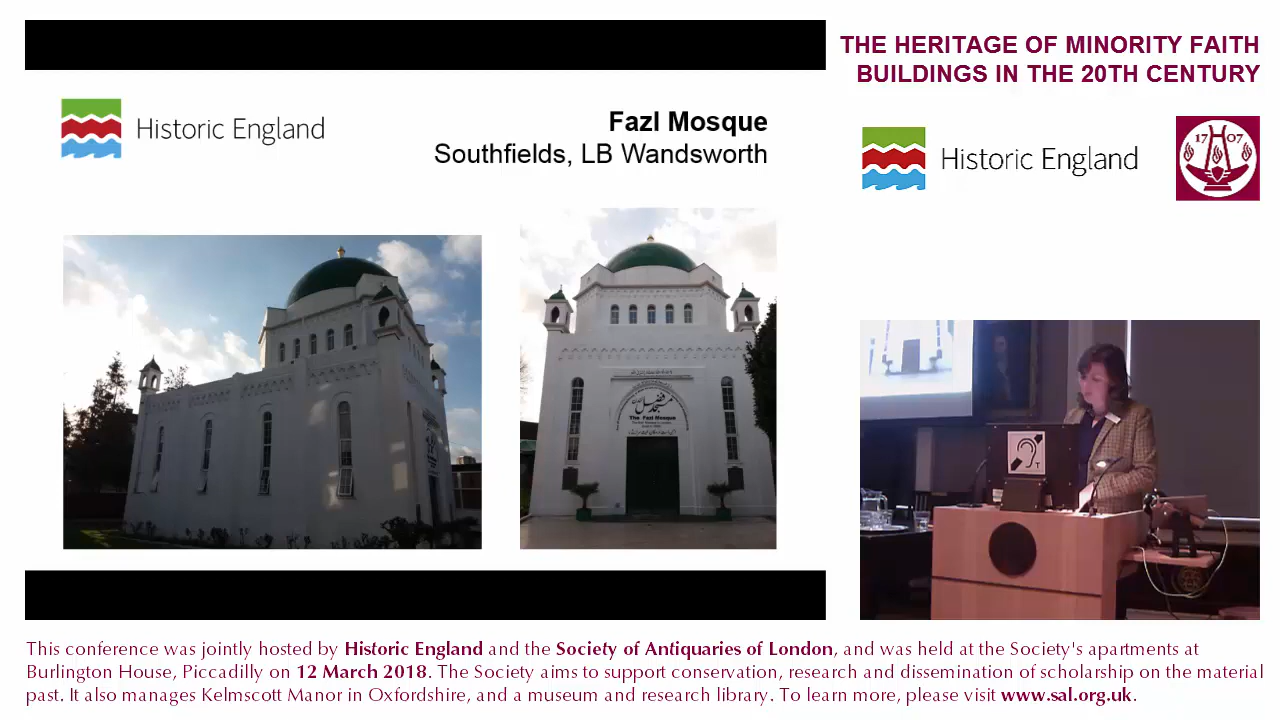 THE HERITAGE OF MINORITY FAITH
BUILDINGS IN THE 20TH CENTURY
Historic England
Fazl Mosque
Southfields, LB Wandsworth
Historic England
17 07
مسجد فضل
The Fazl Mosque
T
This conference was jointly hosted by Historic England and the Society of Antiquaries of London, and was held at the Society's apartments at
Burlington House, Piccadilly on 12 March 2018. The Society aims to support conservation, research and dissemination of scholarship on the material
past. It also manages Kelmscott Manor in Oxfordshire, and a museum and research library. To learn more, please visit www.sal.org.uk.